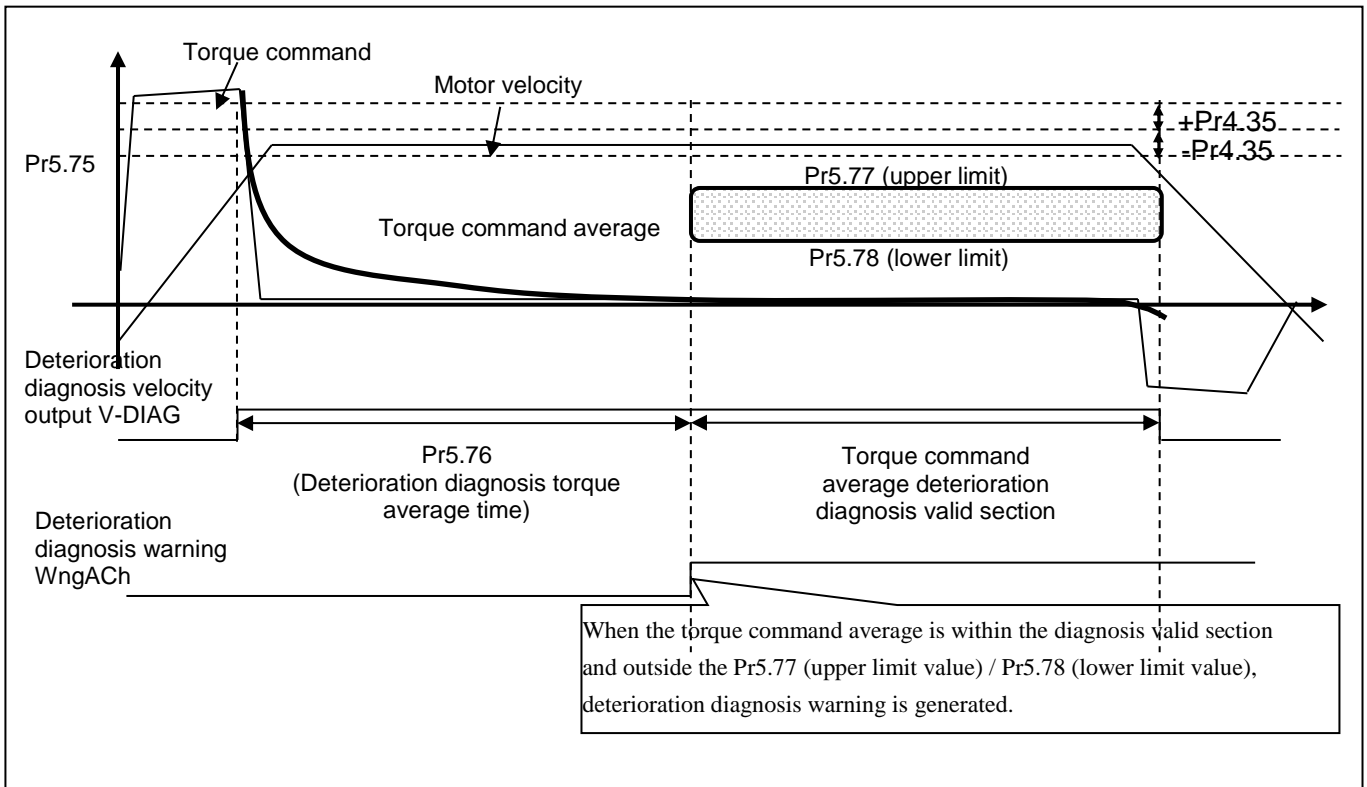 Torque command
Motor velocity
+Pr4.35
-Pr4.35
Pr5.75
Pr5.77 (upper limit)
Torque command average
Pr5.78 (lower limit)
Deterioration
diagnosis velocity
output V-DIAG
Pr5.76
(Deterioration diagnosis torque
average time)
Torque command
average deterioration
diagnosis valid section
Deterioration
diagnosis warning
WngACh
When the torque command average is within the diagnosis valid section
and outside the Pr5.77 (upper limit value) / Pr5.78 (lower limit value),
deterioration diagnosis warning is generated.